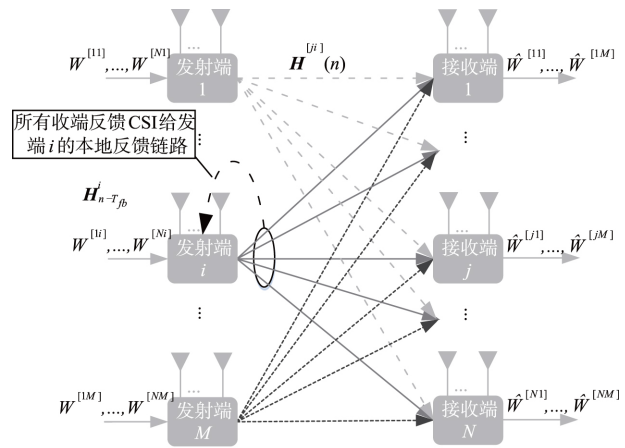 W^[11],...,W^[N1]
... 
发射端
1
H^[ji](n)
...
接收端
1
Ŵ^[11],...,Ŵ^[1M]
所有收端反馈CSI给发
端i的本地反馈链路
...
...
H^i_{n-T_fb}
W^[1i],...,W^[Ni]
...
发射端
i
...
接收端
j
Ŵ^[j1],...,Ŵ^[jM]
...
...
W^[1M],...,W^[NM]
...
发射端
M
...
接收端
N
Ŵ^[N1],...,Ŵ^[NM]